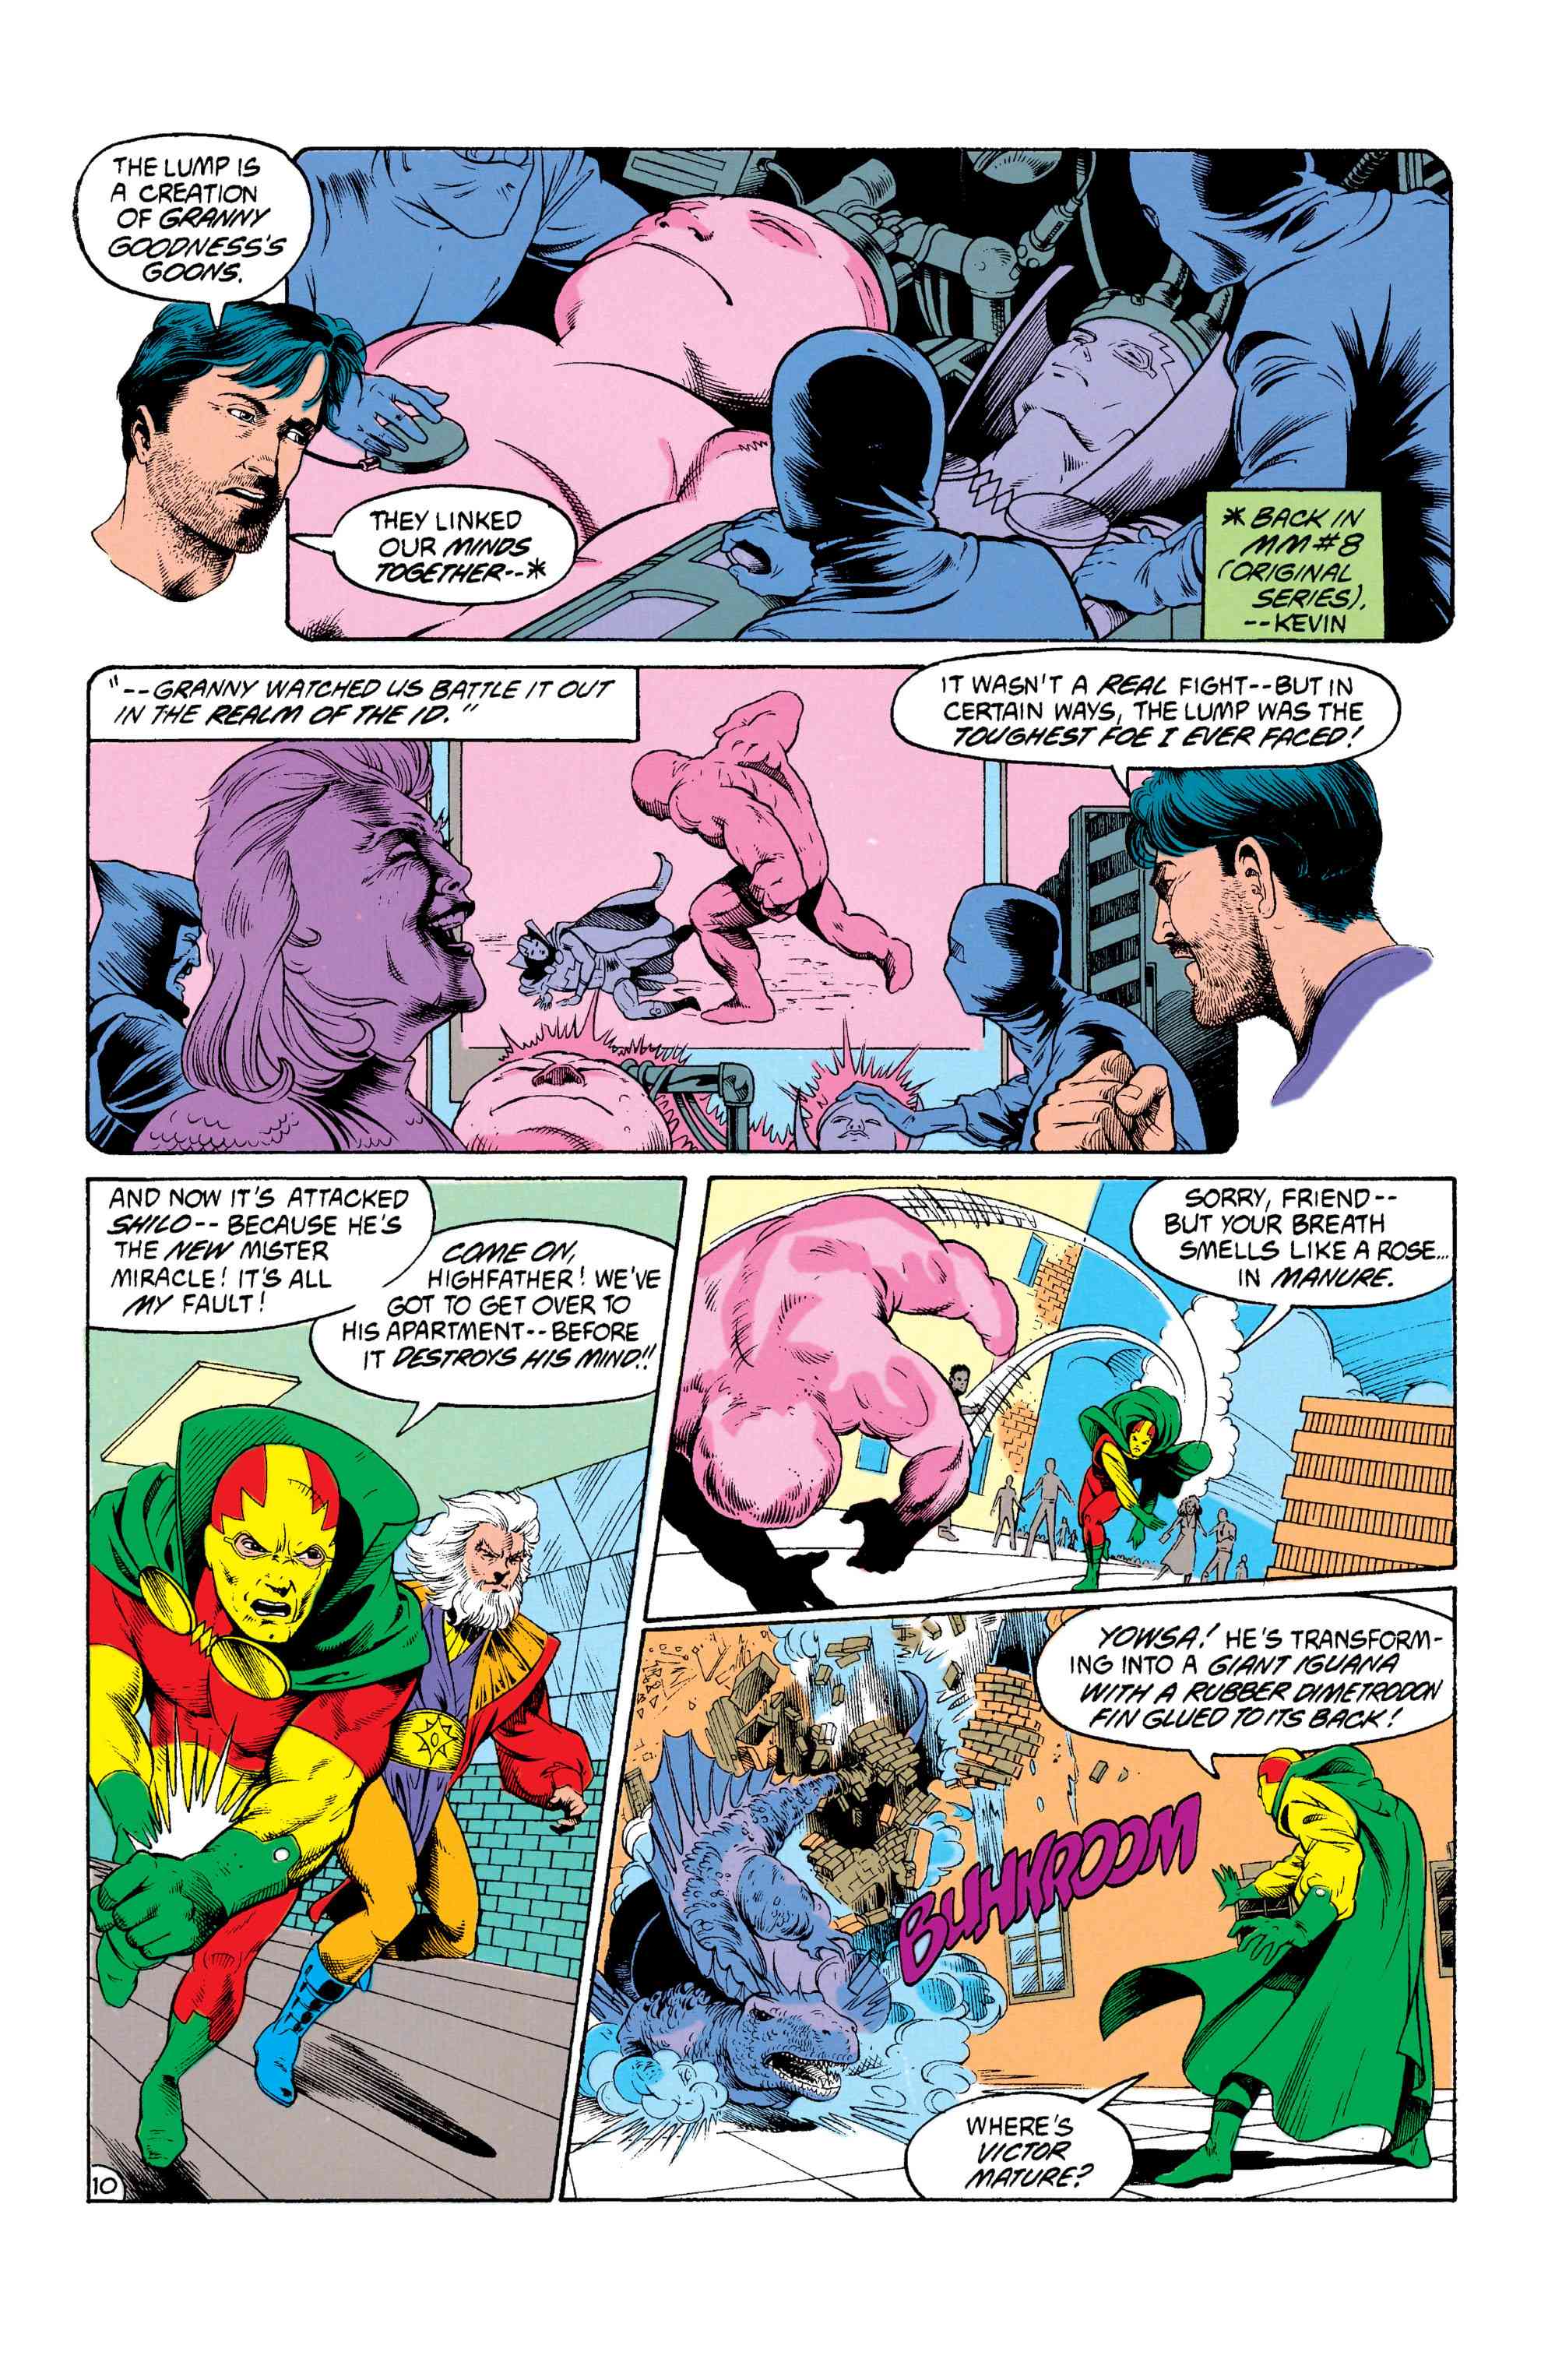 THE LUMP IS
A CREATION
OF GRANNY
GOODNESS'S
GOONS.
THEY LINKED
OUR MINDS
TOGETHER--*
* BACK IN
MM #8
(ORIGINAL
SERIES).
--KEVIN
"--GRANNY WATCHED US BATTLE IT OUT
IN THE REALM OF THE ID."
IT WASN'T A REAL FIGHT--BUT IN
CERTAIN WAYS, THE LUMP WAS THE
TOUGHEST FOE I EVER FACED!
AND NOW IT'S ATTACKED
SHILO-- BECAUSE HE'S
THE NEW MISTER
MIRACLE! IT'S ALL
MY FAULT!
COME ON,
HIGHFATHER! WE'VE
GOT TO GET OVER TO
HIS APARTMENT--BEFORE
IT DESTROYS HIS MIND!!
SORRY, FRIEND--
BUT YOUR BREATH
SMELLS LIKE A ROSE...
IN MANURE.
YOWSA! HE'S TRANSFORM-
ING INTO A GIANT IGUANA
WITH A RUBBER DIMETRODON
FIN GLUED TO ITS BACK!
BUHKROOM
WHERE'S
VICTOR
MATURE?
10